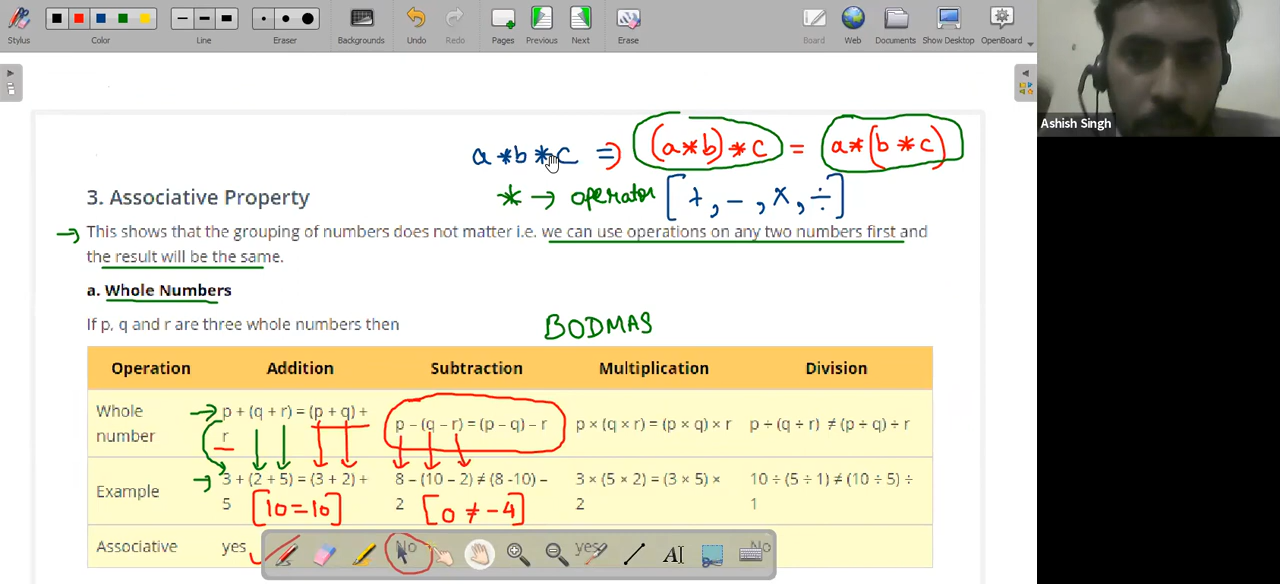 Stylus Color Line Eraser Backgrounds Undo Redo Pages Previous Next Erase Board Web Documents Show Desktop OpenBoard
Ashish Singh
a * b * c ⇒ (a * b) * c = a * (b * c)
* → operator [+, −, ×, ÷]
3. Associative Property
→ This shows that the grouping of numbers does not matter i.e. we can use operations on any two numbers first and
the result will be the same.
a. Whole Numbers
If p, q and r are three whole numbers then
BODMAS
Operation Addition Subtraction Multiplication Division
Whole number p + (q + r) = (p + q) + r p – (q – r) = (p – q) – r p × (q × r) = (p × q) × r p ÷ (q ÷ r) ≠ (p ÷ q) ÷ r
Example 3 + (2 + 5) = (3 + 2) + 5 8 – (10 – 2) ≠ (8 -10) – 2 3 × (5 × 2) = (3 × 5) × 2 10 ÷ (5 ÷ 1) ≠ (10 ÷ 5) ÷ 1
[10 = 10] [0 ≠ -4]
Associative yes No yes No